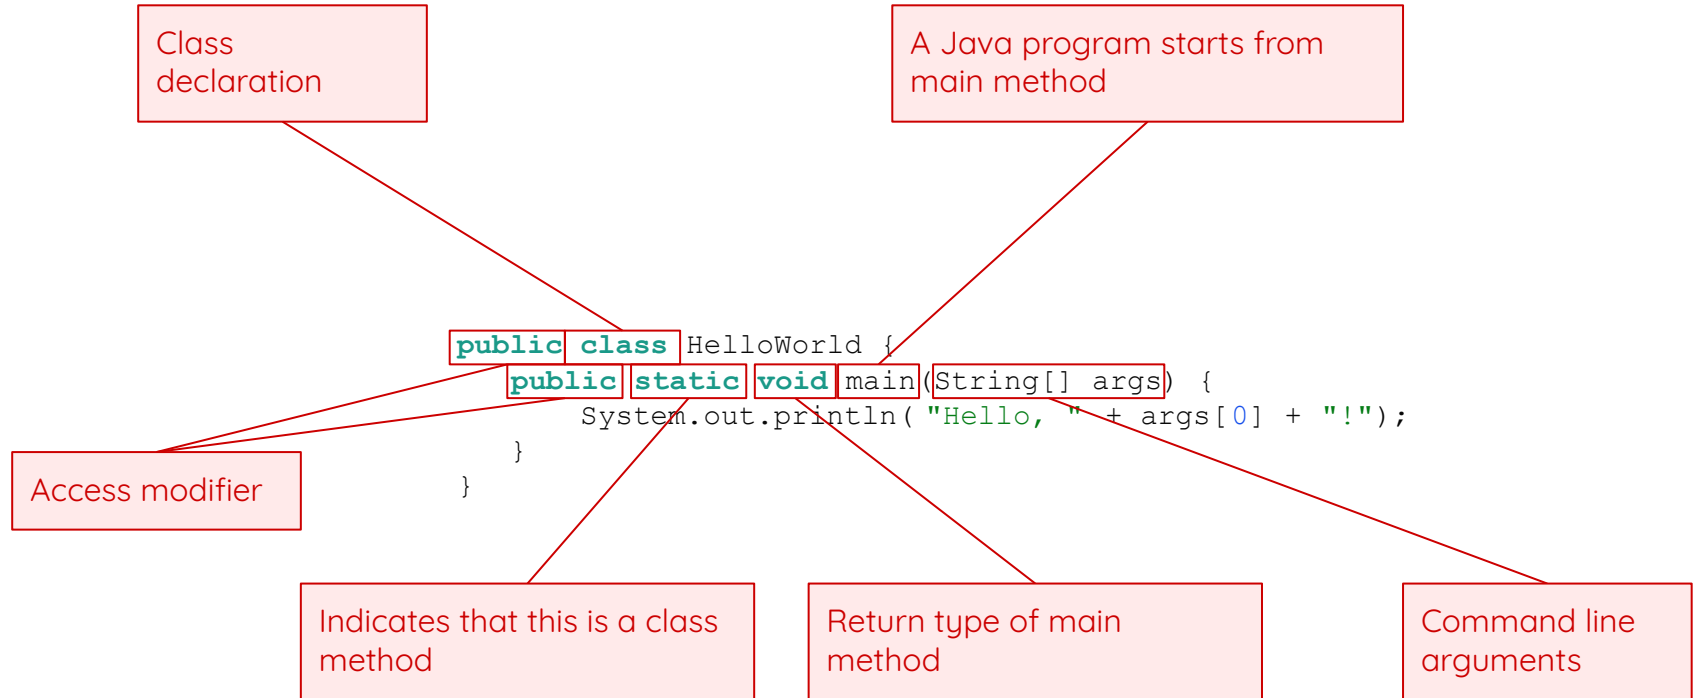 Class
declaration
A Java program starts from
main method
public class HelloWorld {
public static void main(String[] args) {
System.out.println("Hello, " + args[0] + "!");
}
}
Access modifier
Indicates that this is a class
method
Return type of main
method
Command line
arguments